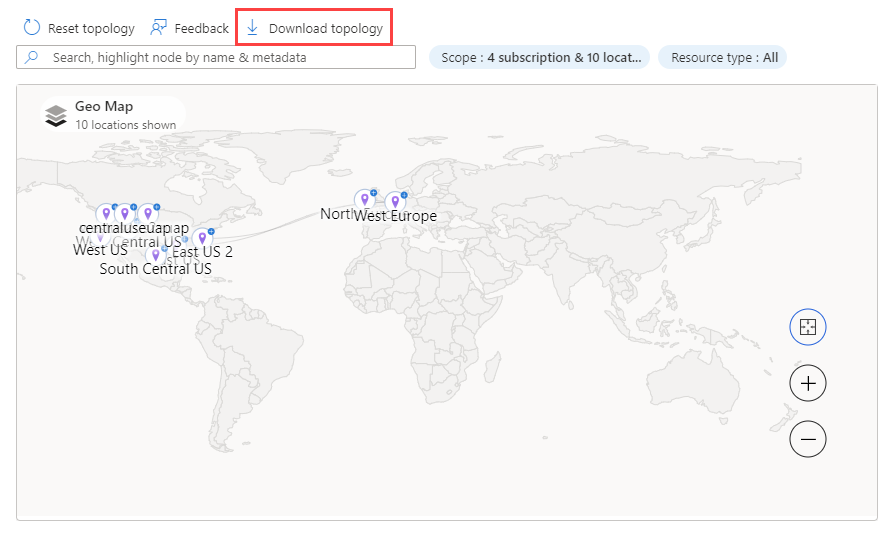 Reset topology Feedback Download topology
Search, highlight node by name & metadata Scope : 4 subscription & 10 locat... Resource type : All
Geo Map
10 locations shown
North West Europe
Central US
West US East US 2
South Central US